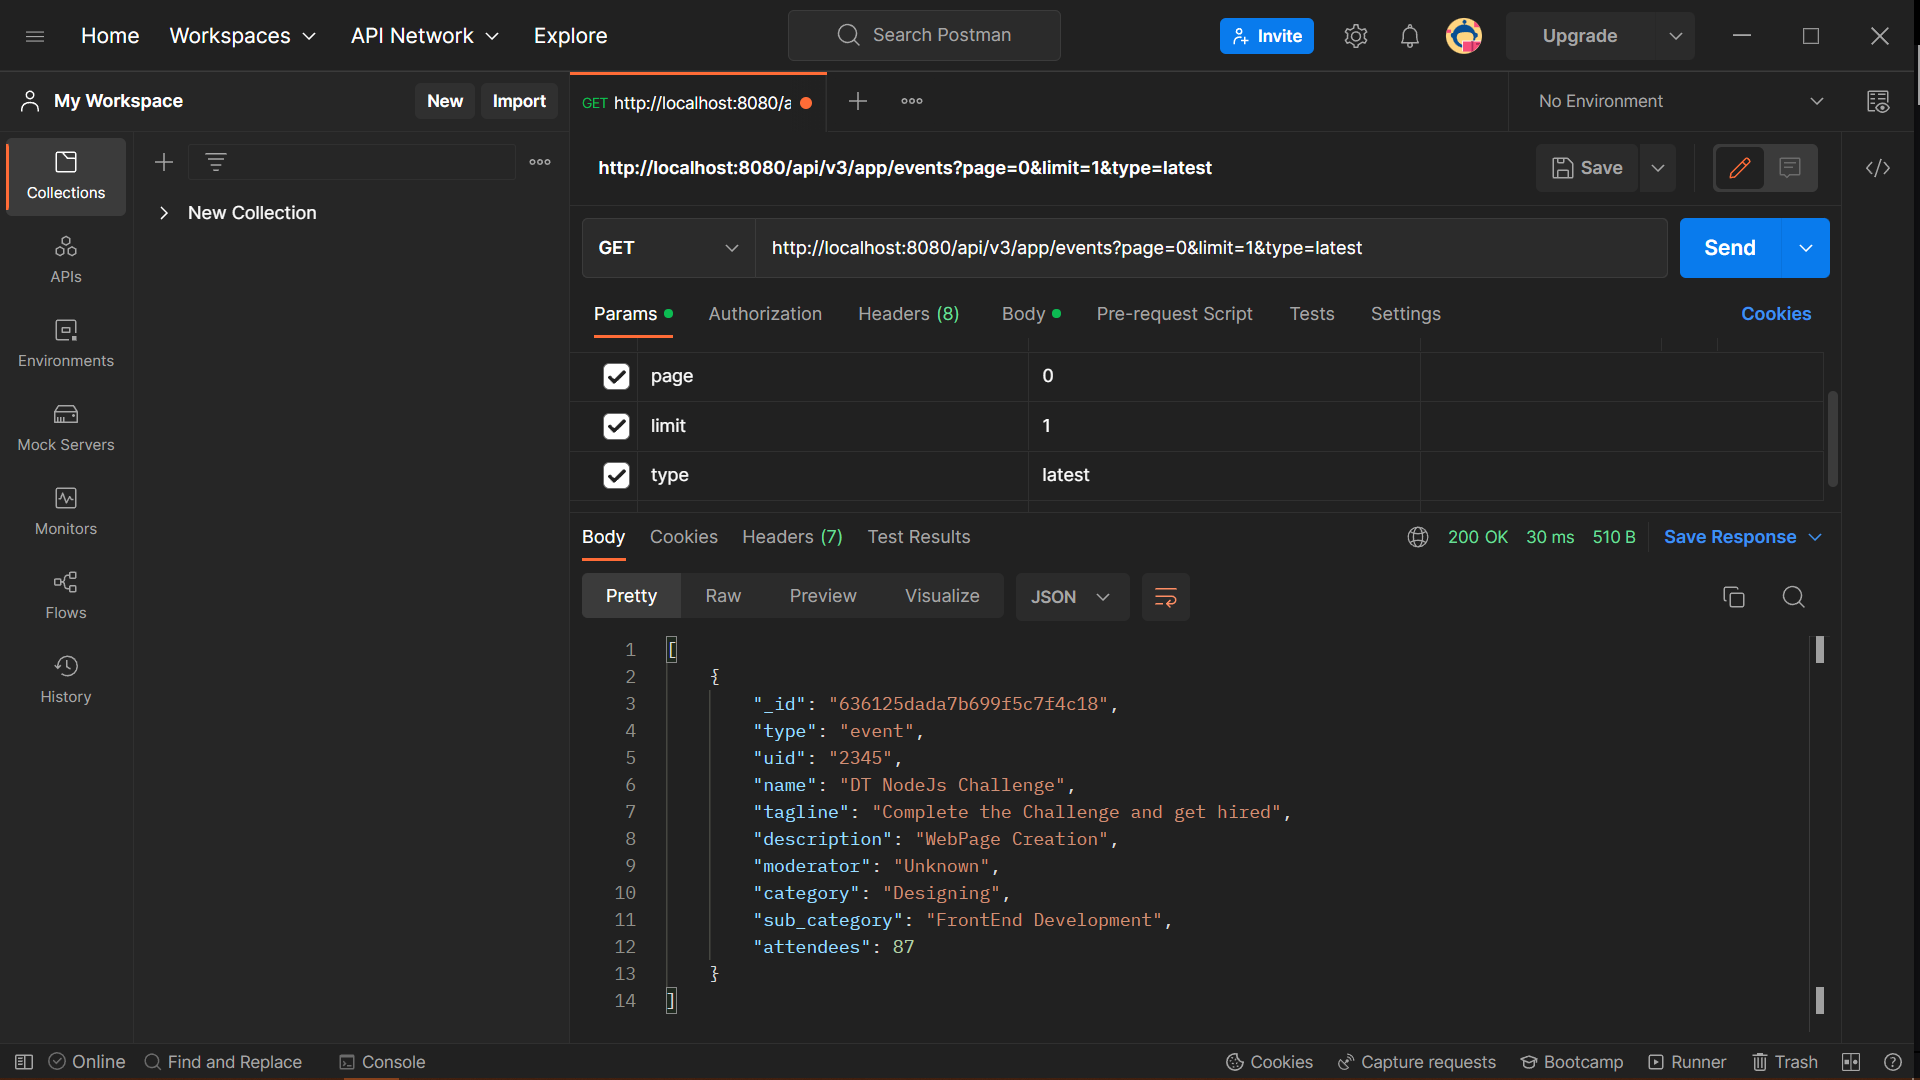 Home Workspaces API Network Explore Search Postman Invite Upgrade
My Workspace New Import GET http://localhost:8080/a No Environment
Collections
New Collection
APIs
Environments
Mock Servers
Monitors
Flows
History
http://localhost:8080/api/v3/app/events?page=0&limit=1&type=latest Save
GET http://localhost:8080/api/v3/app/events?page=0&limit=1&type=latest Send
Params Authorization Headers (8) Body Pre-request Script Tests Settings Cookies
page 0
limit 1
type latest
Body Cookies Headers (7) Test Results 200 OK 30 ms 510 B Save Response
Pretty Raw Preview Visualize JSON
1 [
2 {
3 "_id": "636125dada7b699f5c7f4c18",
4 "type": "event",
5 "uid": "2345",
6 "name": "DT NodeJs Challenge",
7 "tagline": "Complete the Challenge and get hired",
8 "description": "WebPage Creation",
9 "moderator": "Unknown",
10 "category": "Designing",
11 "sub_category": "FrontEnd Development",
12 "attendees": 87
13 }
14 ]
Online Find and Replace Console Cookies Capture requests Bootcamp Runner Trash